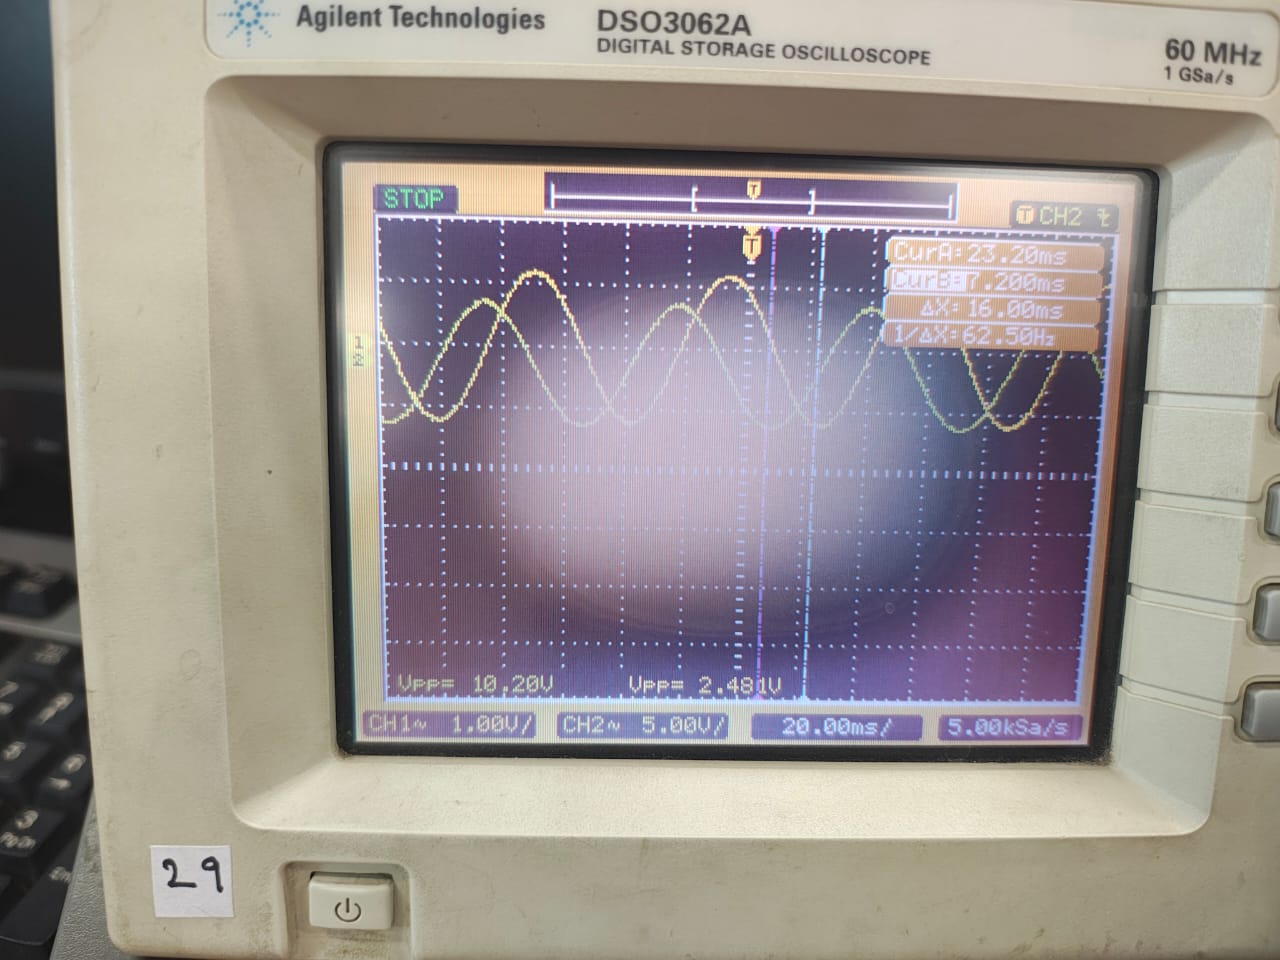 Agilent Technologies
DSO3062A
DIGITAL STORAGE OSCILLOSCOPE
60 MHz
1 GSa/s
STOP
T
T CH2
T
CurA=23.20ms
CurB=7.200ms
ΔX=16.00ms
1/ΔX=62.50Hz
1
2
Vpp= 10.20V Vpp= 2.481V
CH1~ 1.00V/ CH2~ 5.00V/ 20.00ms/ 5.00kSa/s
29